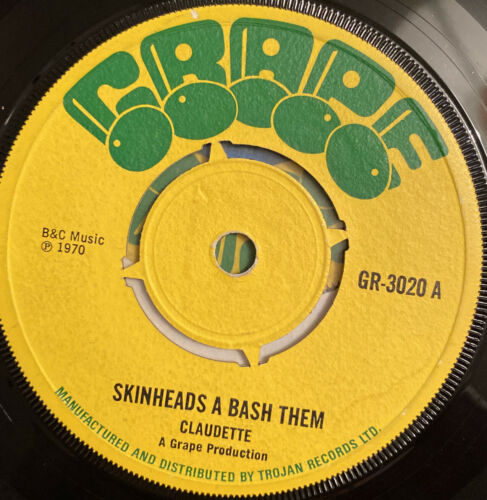 GRAPE
B&C Music
℗ 1970
GR-3020 A
SKINHEADS A BASH THEM
CLAUDETTE
A Grape Production
MANUFACTURED AND DISTRIBUTED BY TROJAN RECORDS LTD.